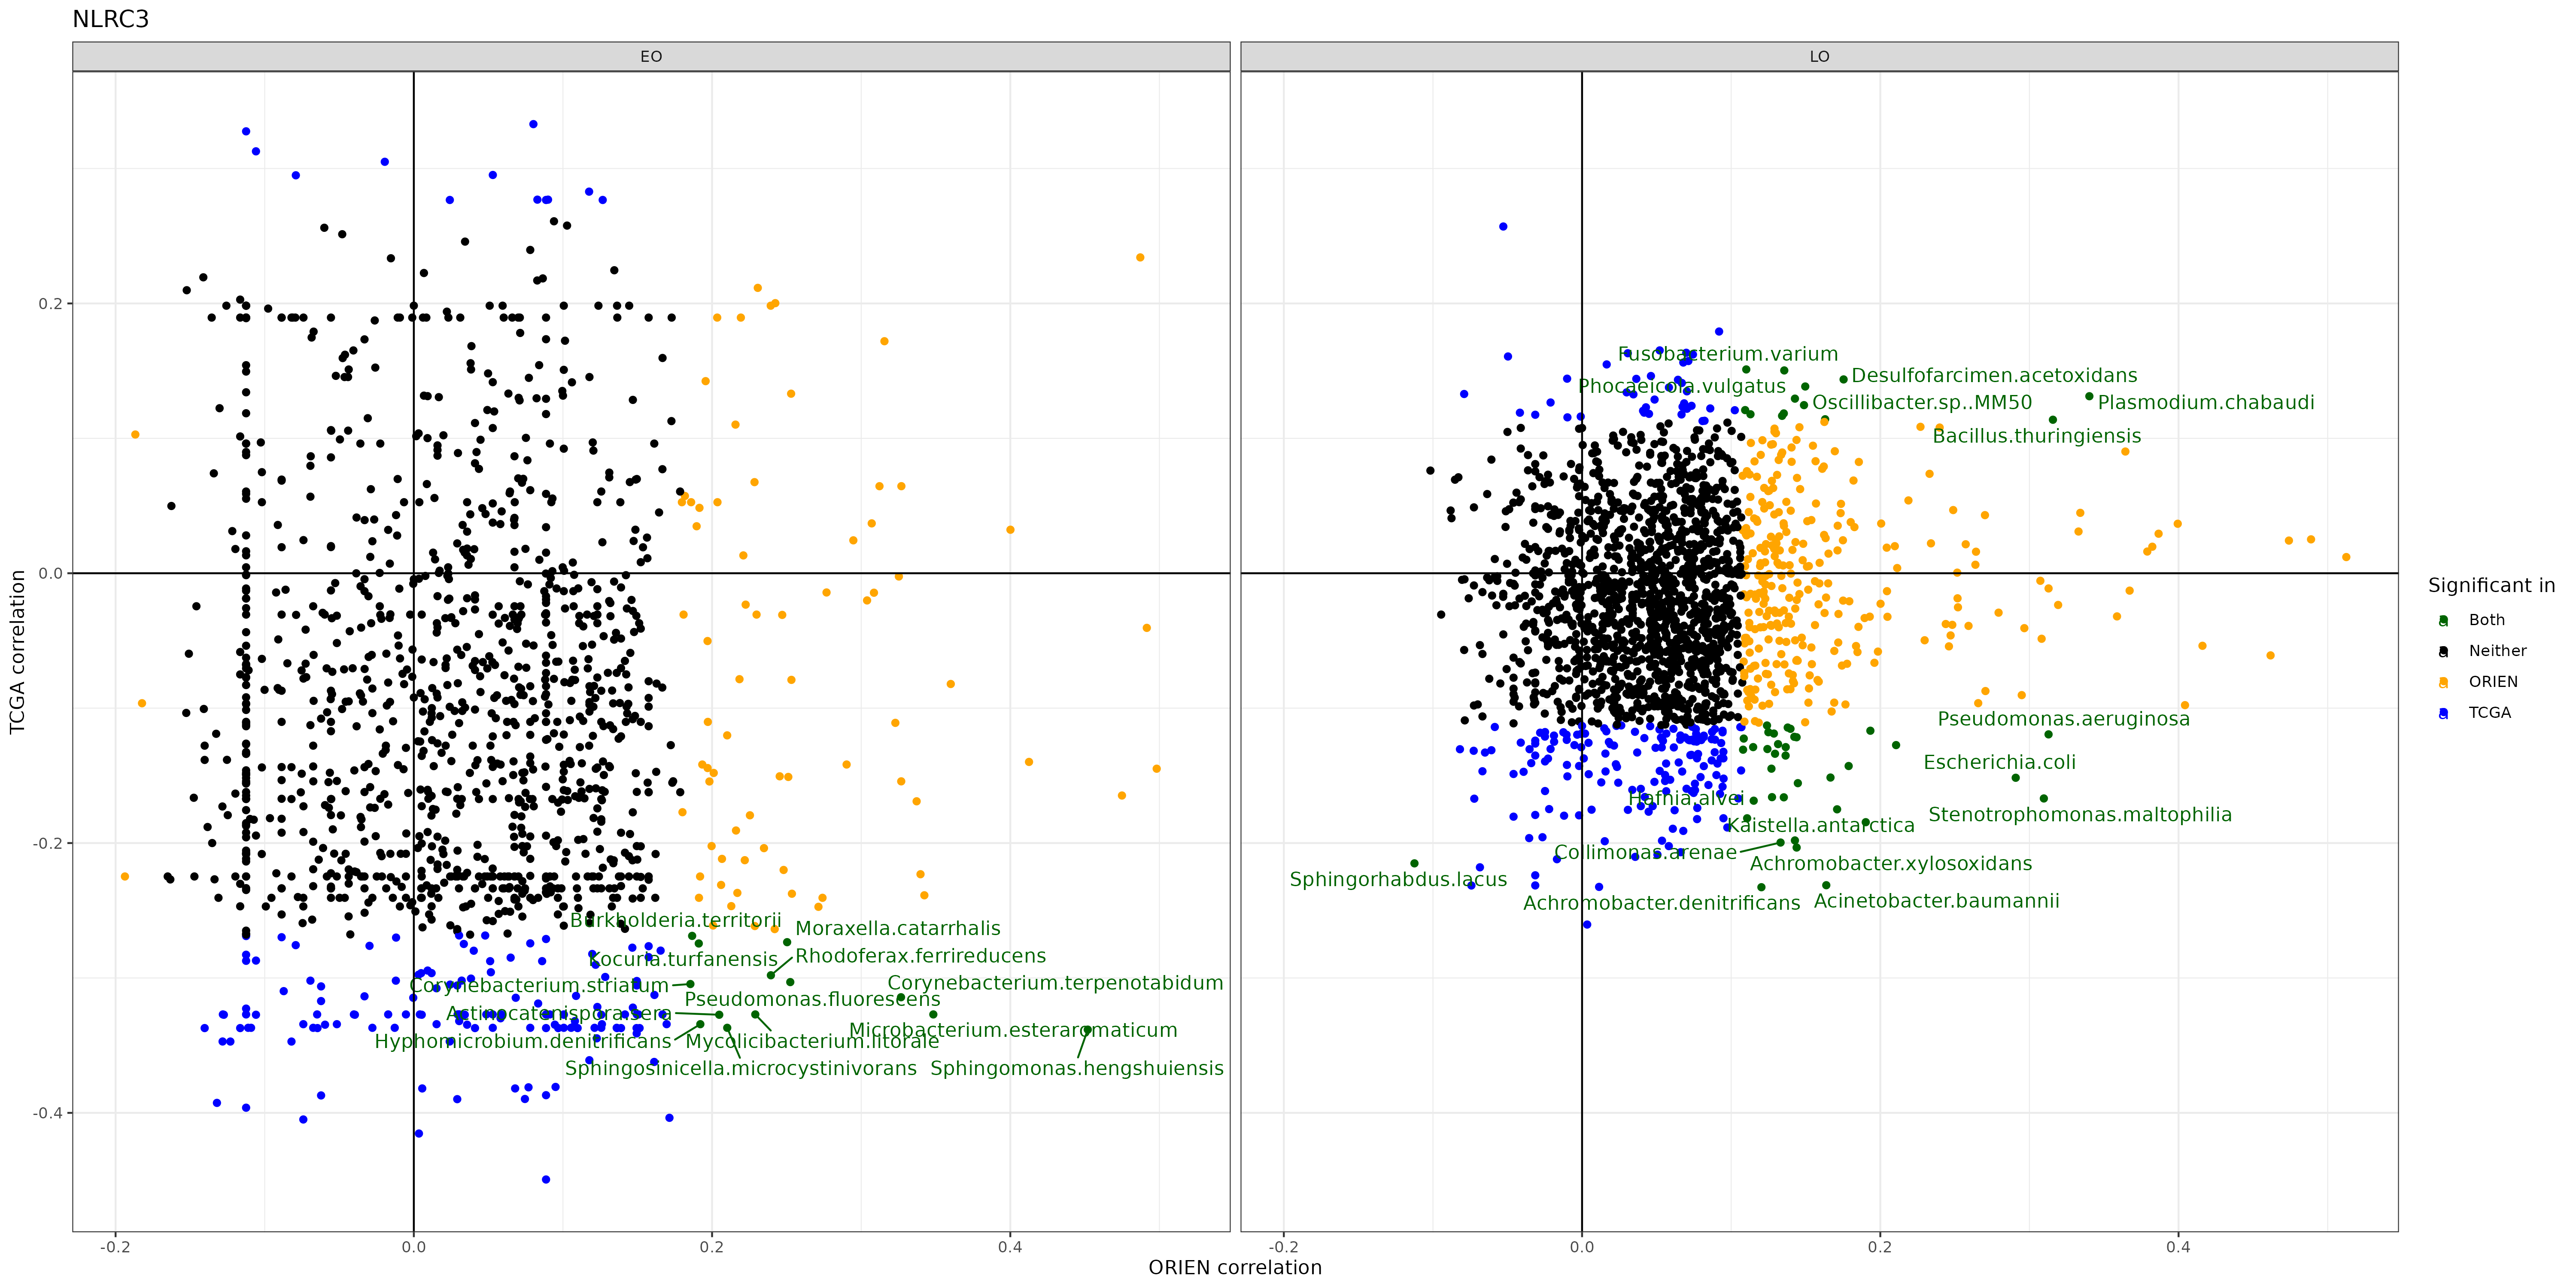 NLRC3
EO
LO
TCGA correlation
0.2
0.0
-0.2
-0.4
Burkholderia.territorii
Moraxella.catarrhalis
Kocuria.turfanensis
Rhodoferax.ferrireducens
Corynebacterium.striatum
Corynebacterium.terpenotabidum
Pseudomonas.fluorescens
Actinocatenispora.sera
Microbacterium.esteraromaticum
Hyphomicrobium.denitrificans
Mycolicibacterium.litorale
Sphingosinicella.microcystinivorans
Sphingomonas.hengshuiensis
Fusobacterium.varium
Desulfofarcimen.acetoxidans
Phocaeicola.vulgatus
Oscillibacter.sp..MM50
Plasmodium.chabaudi
Bacillus.thuringiensis
Pseudomonas.aeruginosa
Escherichia.coli
Hafnia.alvei
Stenotrophomonas.maltophilia
Kaistella.antarctica
Collimonas.arenae
Achromobacter.xylosoxidans
Sphingorhabdus.lacus
Achromobacter.denitrificans
Acinetobacter.baumannii
-0.2 0.0 0.2 0.4
-0.2 0.0 0.2 0.4
ORIEN correlation
Significant in
a Both
a Neither
a ORIEN
a TCGA